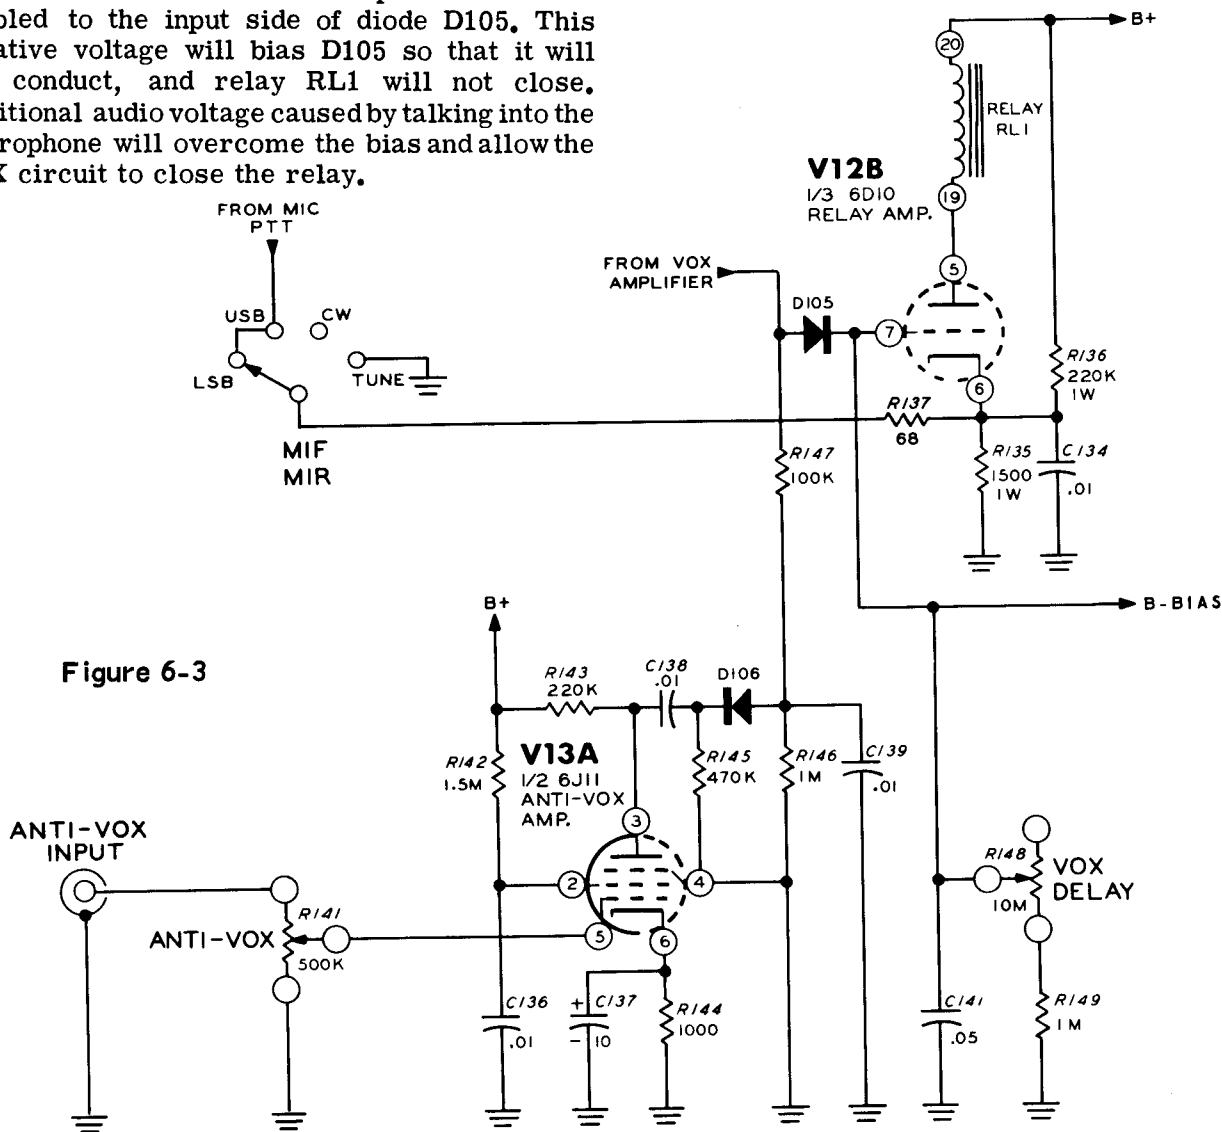 bled to the input side of diode D105. This
ative voltage will bias D105 so that it will
conduct, and relay RL1 will not close.
itional audio voltage caused by talking into the
rophone will overcome the bias and allow the
X circuit to close the relay.
FROM MIC
PTT
USB
CW
LSB
TUNE
MIF
MIR
B+
20
RELAY
RL1
V12B
1/3 6D10
RELAY AMP.
19
FROM VOX
AMPLIFIER
5
D105
7
6
R136
220K
1W
R137
68
R147
100K
R135
1500
1W
C134
.01
B-BIAS
Figure 6-3
B+
R143
220K
C138
.01
D106
R142
1.5M
V13A
1/2 6J11
ANTI-VOX
AMP.
R145
470K
R146
1M
C139
.01
3
2
4
5
6
ANTI-VOX
INPUT
R141
ANTI-VOX
500K
R148
10M
VOX
DELAY
C136
.01
+ C137
- 10
R144
1000
C141
.05
R149
1M